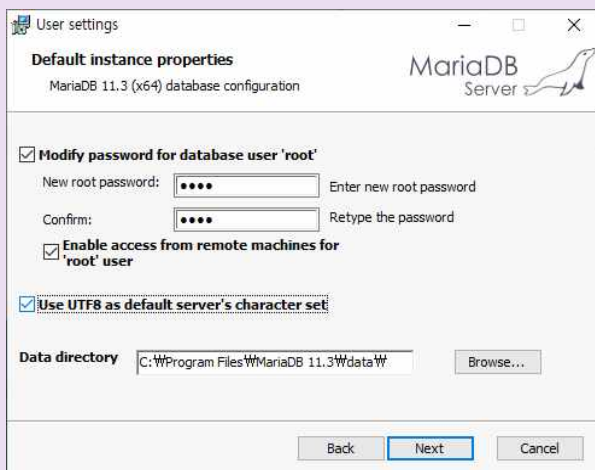 User settings
Default instance properties
MariaDB 11.3 (x64) database configuration
MariaDB
Server
Modify password for database user 'root'
New root password: •••• Enter new root password
Confirm: •••• Retype the password
Enable access from remote machines for
'root' user
Use UTF8 as default server's character set
Data directory C:₩Program Files₩MariaDB 11.3₩data₩ Browse...
Back Next Cancel